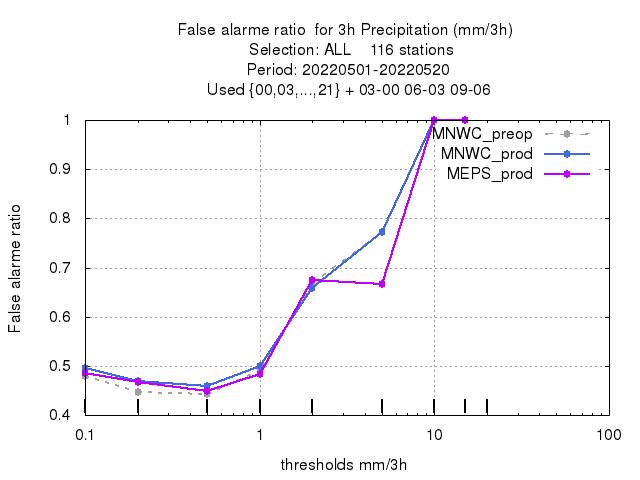 False alarme ratio  for 3h Precipitation (mm/3h)
Selection: ALL    116 stations
Period: 20220501-20220520
Used {00,03,...,21} + 03-00 06-03 09-06
MNWC_preop
MNWC_prod
MEPS_prod
1
0.9
0.8
0.7
0.6
0.5
0.4
False alarme ratio
0.1
1
10
100
thresholds mm/3h